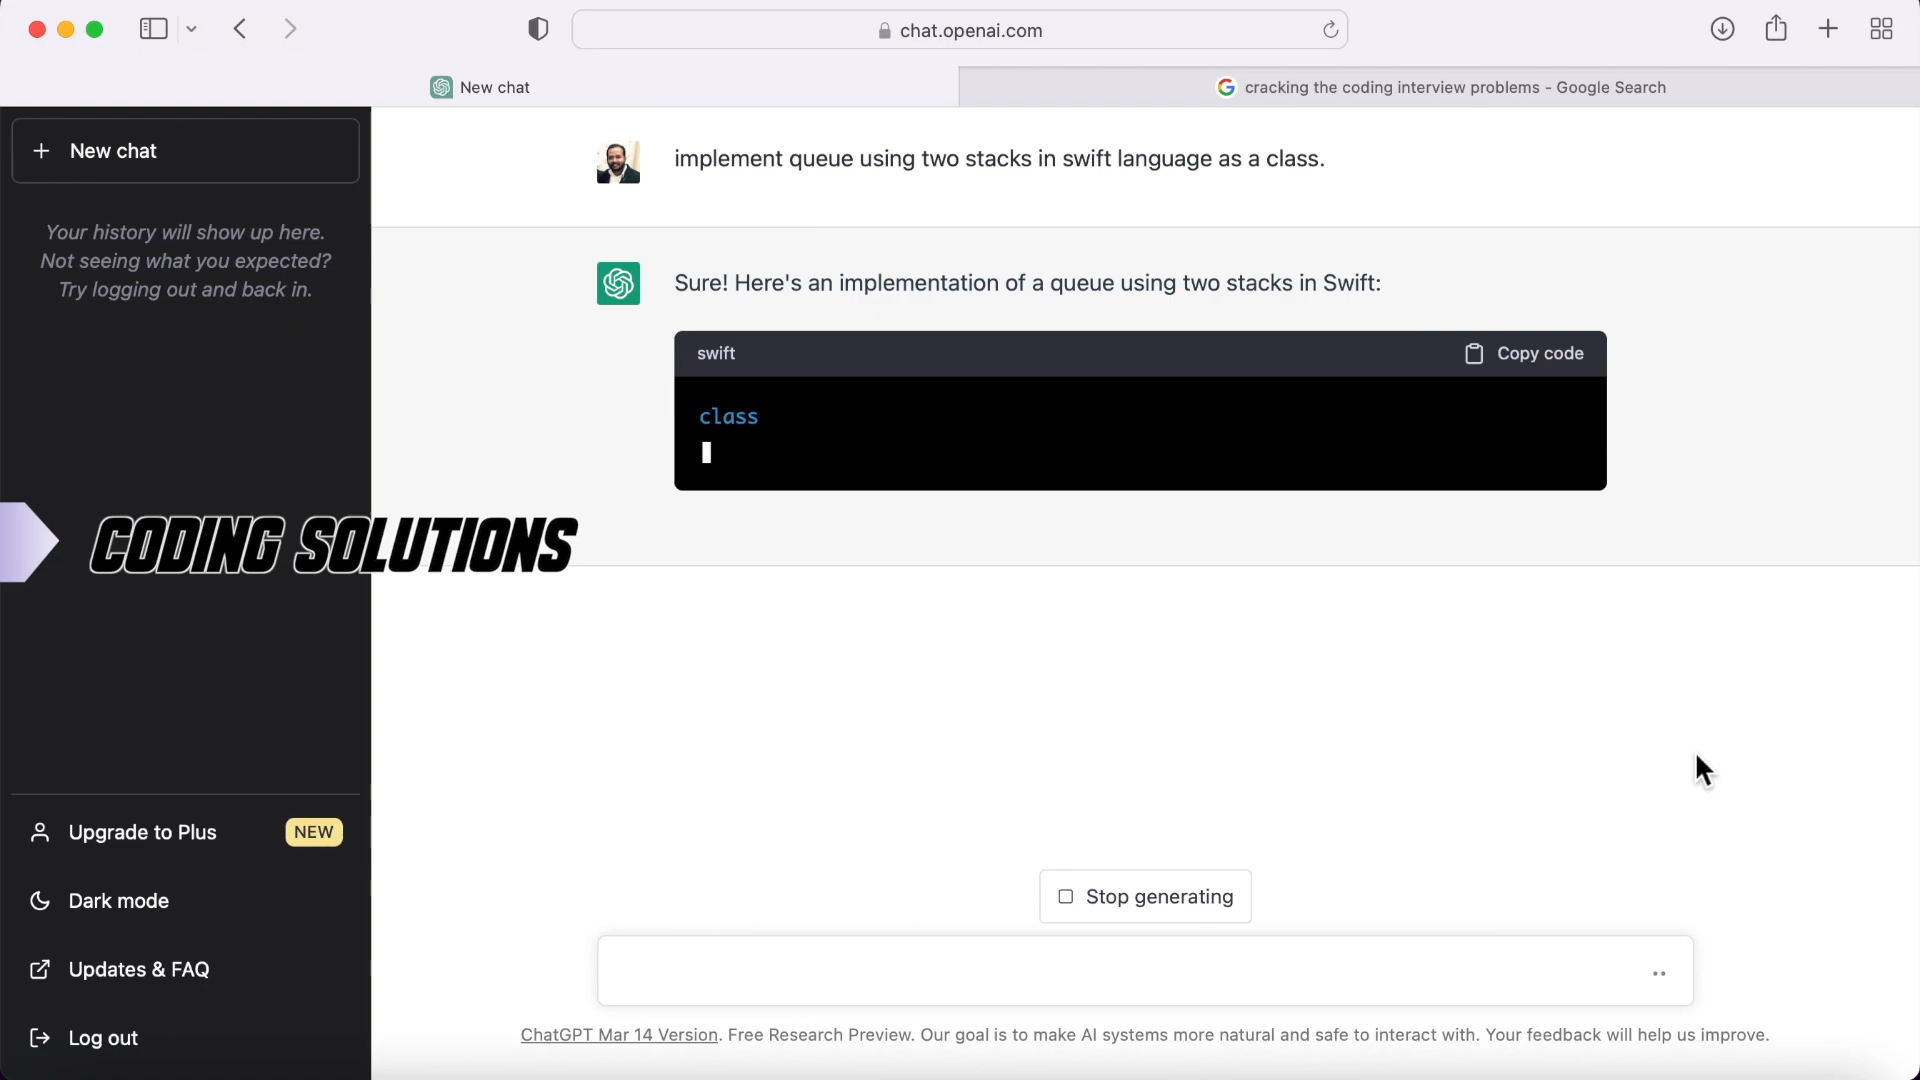 chat.openai.com
New chat
cracking the coding interview problems - Google Search
New chat
Your history will show up here.
Not seeing what you expected?
Try logging out and back in.
implement queue using two stacks in swift language as a class.
Sure! Here's an implementation of a queue using two stacks in Swift:
swift
Copy code
class
CODING SOLUTIONS
Upgrade to Plus
NEW
Dark mode
Updates & FAQ
Log out
Stop generating
ChatGPT Mar 14 Version. Free Research Preview. Our goal is to make AI systems more natural and safe to interact with. Your feedback will help us improve.